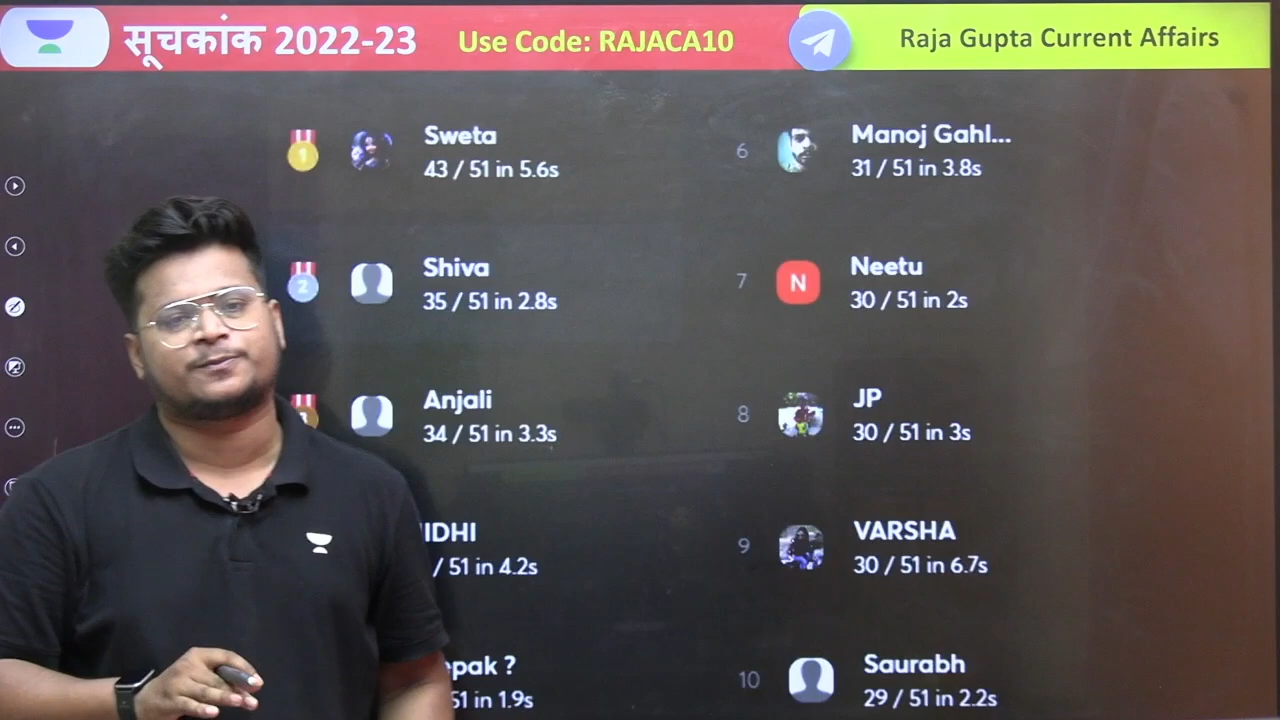 सूचकांक 2022-23
Use Code: RAJACA10
Raja Gupta Current Affairs
1
Sweta
43 / 51 in 5.6s
2
Shiva
35 / 51 in 2.8s
Anjali
34 / 51 in 3.3s
IDHI
/ 51 in 4.2s
epak ?
51 in 1.9s
6
Manoj Gahl...
31 / 51 in 3.8s
7
N
Neetu
30 / 51 in 2s
8
JP
30 / 51 in 3s
9
VARSHA
30 / 51 in 6.7s
10
Saurabh
29 / 51 in 2.2s